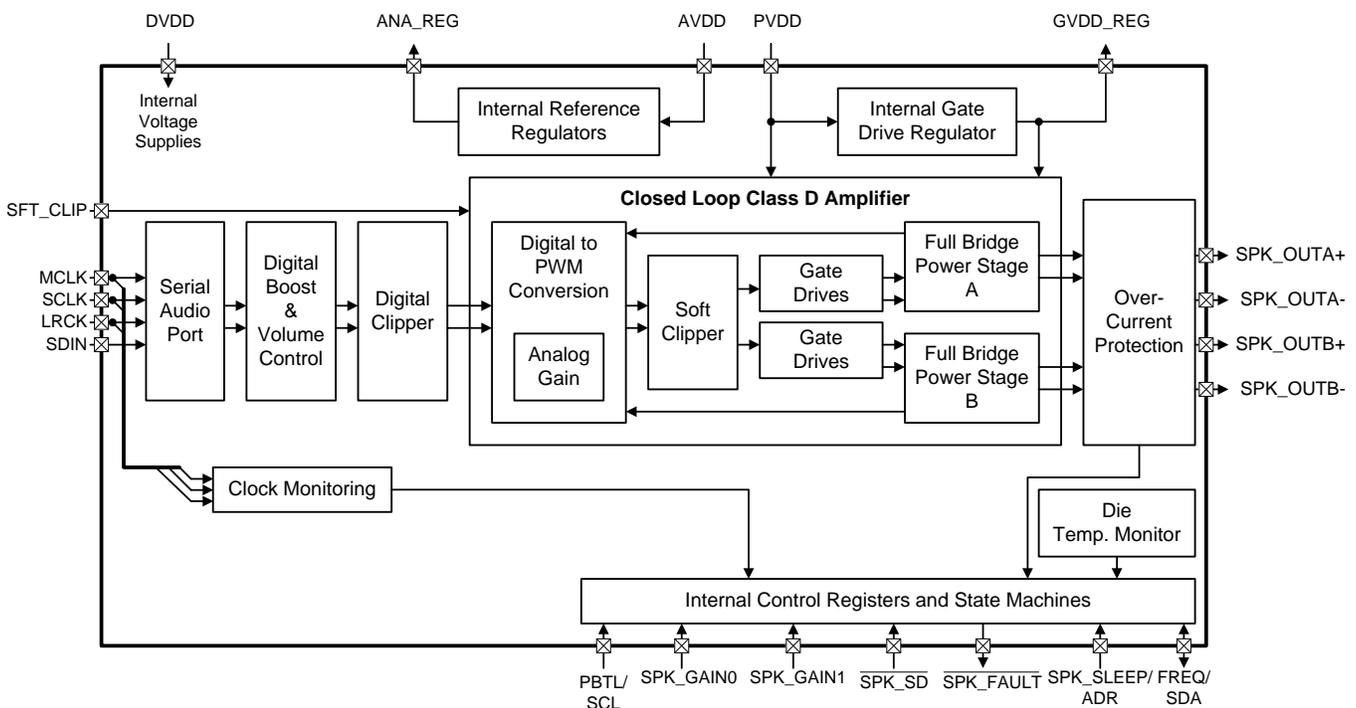 DVDD
ANA_REG
AVDD
PVDD
GVDD_REG
Internal
Voltage
Supplies
Internal Reference
Regulators
Internal Gate
Drive Regulator
SFT_CLIP
Closed Loop Class D Amplifier
MCLK
SCLK
LRCK
SDIN
Serial
Audio
Port
Digital
Boost
&
Volume
Control
Digital
Clipper
Digital to
PWM
Conversion
Analog
Gain
Soft
Clipper
Gate
Drives
Gate
Drives
Full Bridge
Power Stage
A
Full Bridge
Power Stage
B
Over-
Current
Protection
SPK_OUTA+
SPK_OUTA-
SPK_OUTB+
SPK_OUTB-
Clock Monitoring
Die
Temp. Monitor
Internal Control Registers and State Machines
PBTL/
SCL
SPK_GAIN0
SPK_GAIN1
SPK_SD
SPK_FAULT
SPK_SLEEP/
ADR
FREQ/
SDA